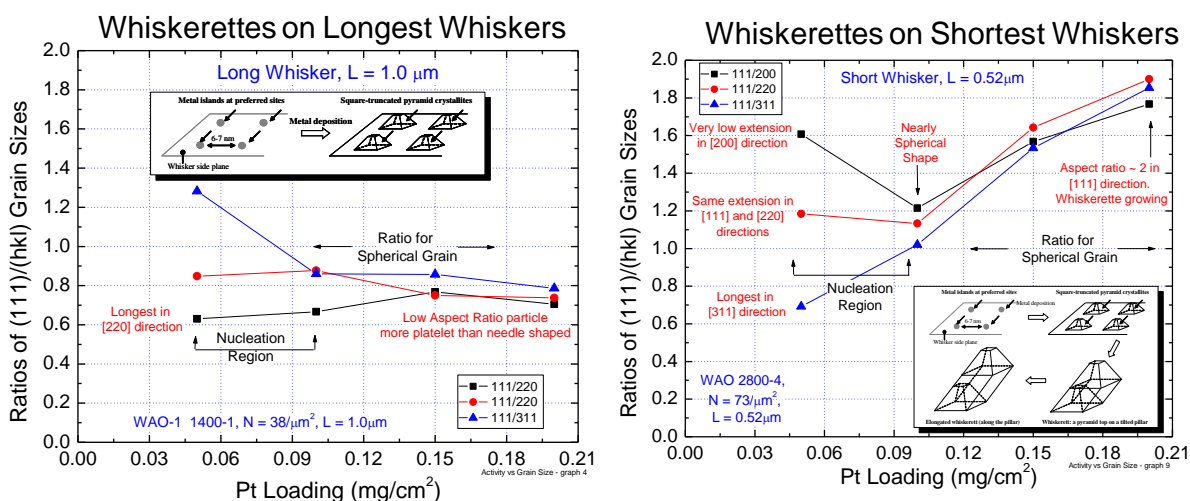 Whiskerettes on Longest Whiskers
Ratios of (111)/(hkl) Grain Sizes
2.0
1.8
1.6
1.4
1.2
1.0
0.8
0.6
0.4
0.2
0.0
Long Whisker, L = 1.0 μm
Metal islands at preferred sites
Square-truncated pyramid crystallites
Metal deposition
6-7 nm
Whisker side plane
Ratio for
Spherical Grain
Longest in
[220] direction
Nucleation
Region
Low Aspect Ratio particle
more platelet than needle shaped
111/220
111/220
111/311
WAO-1 1400-1, N = 38/μm2, L = 1.0μm
0.00
0.03
0.06
0.09
0.12
0.15
0.18
0.21
Activity vs Grain Size - graph 4
Pt Loading (mg/cm2)
Whiskerettes on Shortest Whiskers
Ratios of (111)/(hkl) Grain Sizes
2.0
1.8
1.6
1.4
1.2
1.0
0.8
0.6
0.4
0.2
0.0
111/200
111/220
111/311
Short Whisker, L = 0.52μm
Very low extension
in [200] direction
Nearly
Spherical
Shape
Aspect ratio ~ 2 in
[111] direction.
Whiskerette growing
Same extension in
[111] and [220]
directions
Ratio for
Spherical Grain
Longest in
[311] direction
Nucleation
Region
Metal islands at preferred sites
Square-truncated pyramid crystallites
Metal deposition
6-7 nm
Whisker side plane
Elongated whiskerett (along the pillar)
Whiskerett: a pyramid top on a tilted pillar
WAO 2800-4,
N = 73/μm2,
L = 0.52μm
0.00
0.03
0.06
0.09
0.12
0.15
0.18
0.21
Activity vs Grain Size - graph 9
Pt Loading (mg/cm2)